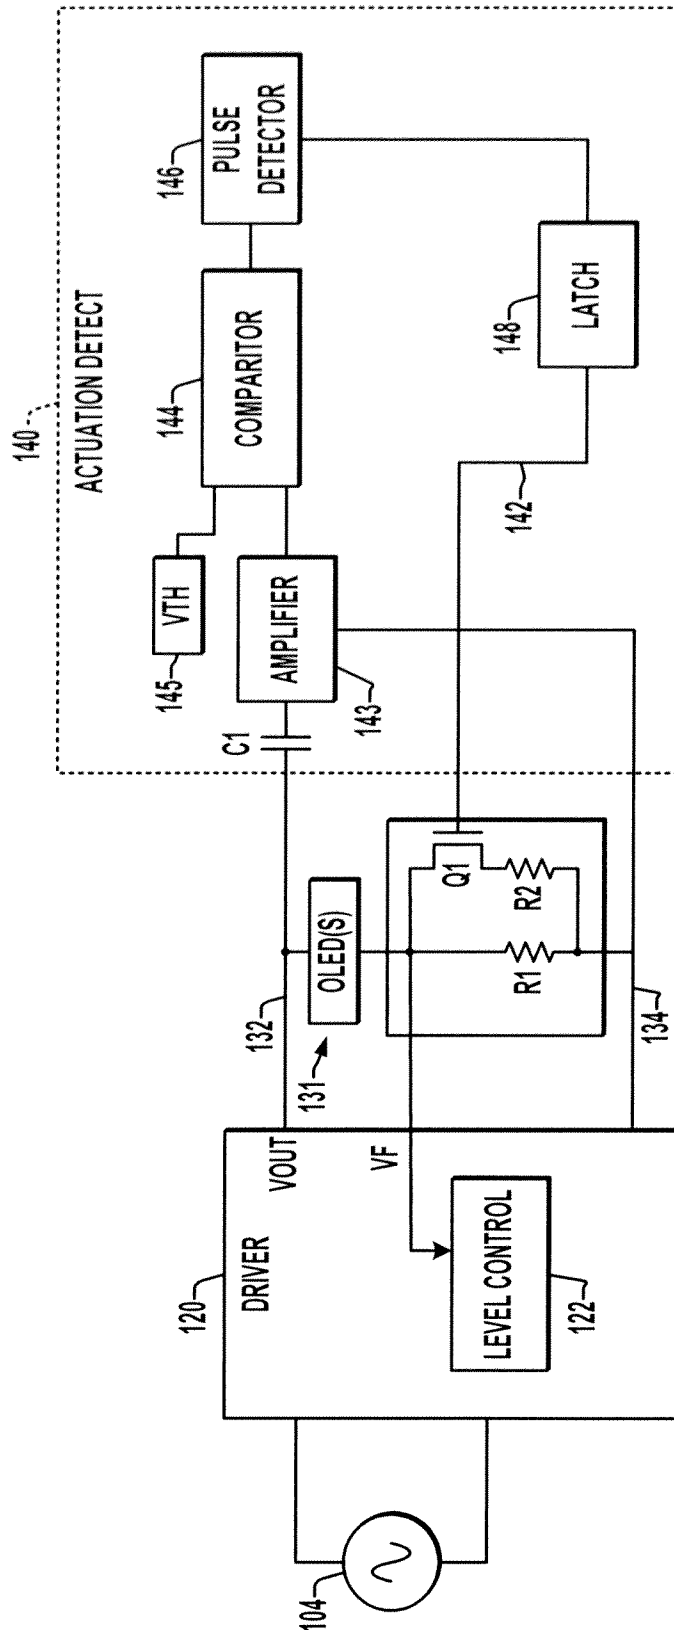 140
ACTUATION DETECT
146
PULSE
DETECTOR
144
COMPARITOR
145
VTH
AMPLIFIER
143
C1
148
LATCH
142
132
OLED(S)
131
Q1
R1
R2
134
120
DRIVER
VOUT
VF
LEVEL CONTROL
122
104